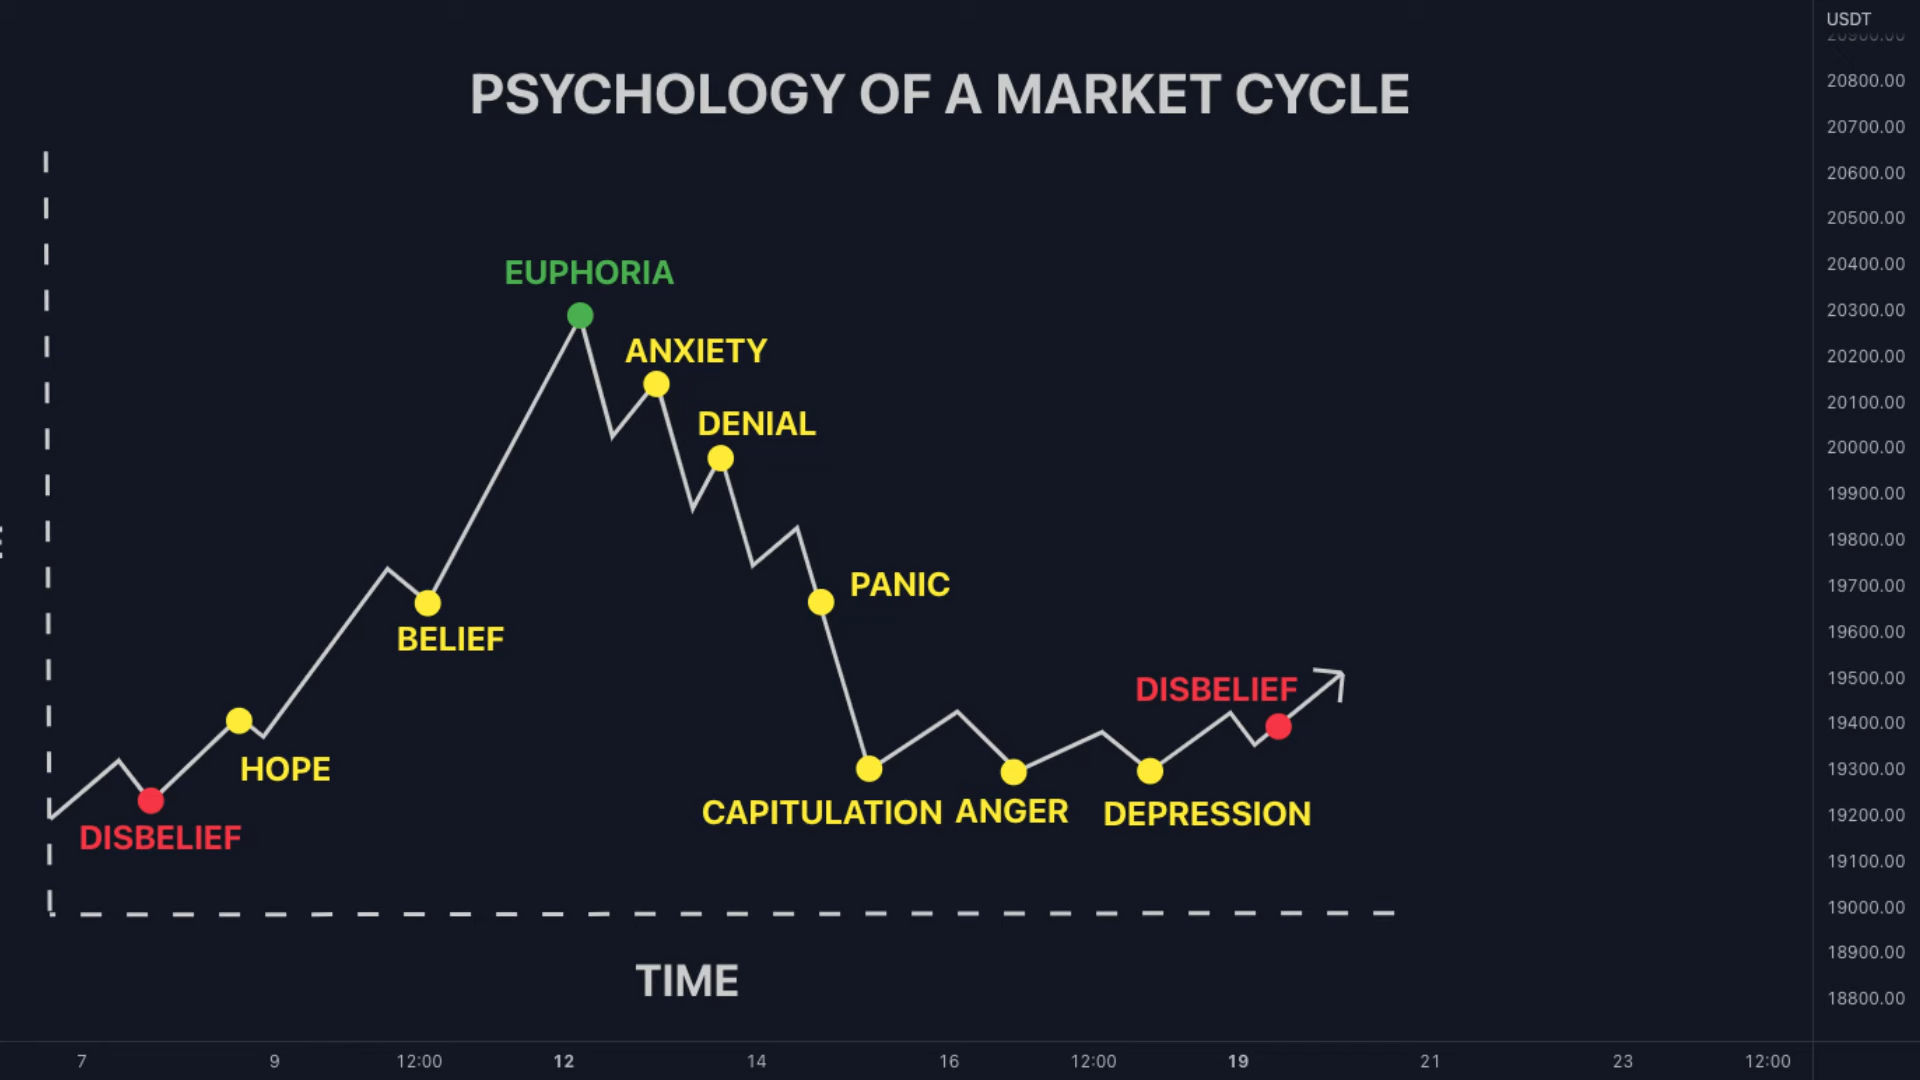 USDT
PSYCHOLOGY OF A MARKET CYCLE
20800.00
20700.00
20600.00
20500.00
20400.00
20300.00
20200.00
20100.00
20000.00
19900.00
19800.00
19700.00
19600.00
19500.00
19400.00
19300.00
19200.00
19100.00
19000.00
18900.00
18800.00
EUPHORIA
ANXIETY
DENIAL
PANIC
BELIEF
DISBELIEF
HOPE
CAPITULATION
ANGER
DEPRESSION
DISBELIEF
TIME
7
9
12:00
12
14
16
12:00
19
21
23
12:00